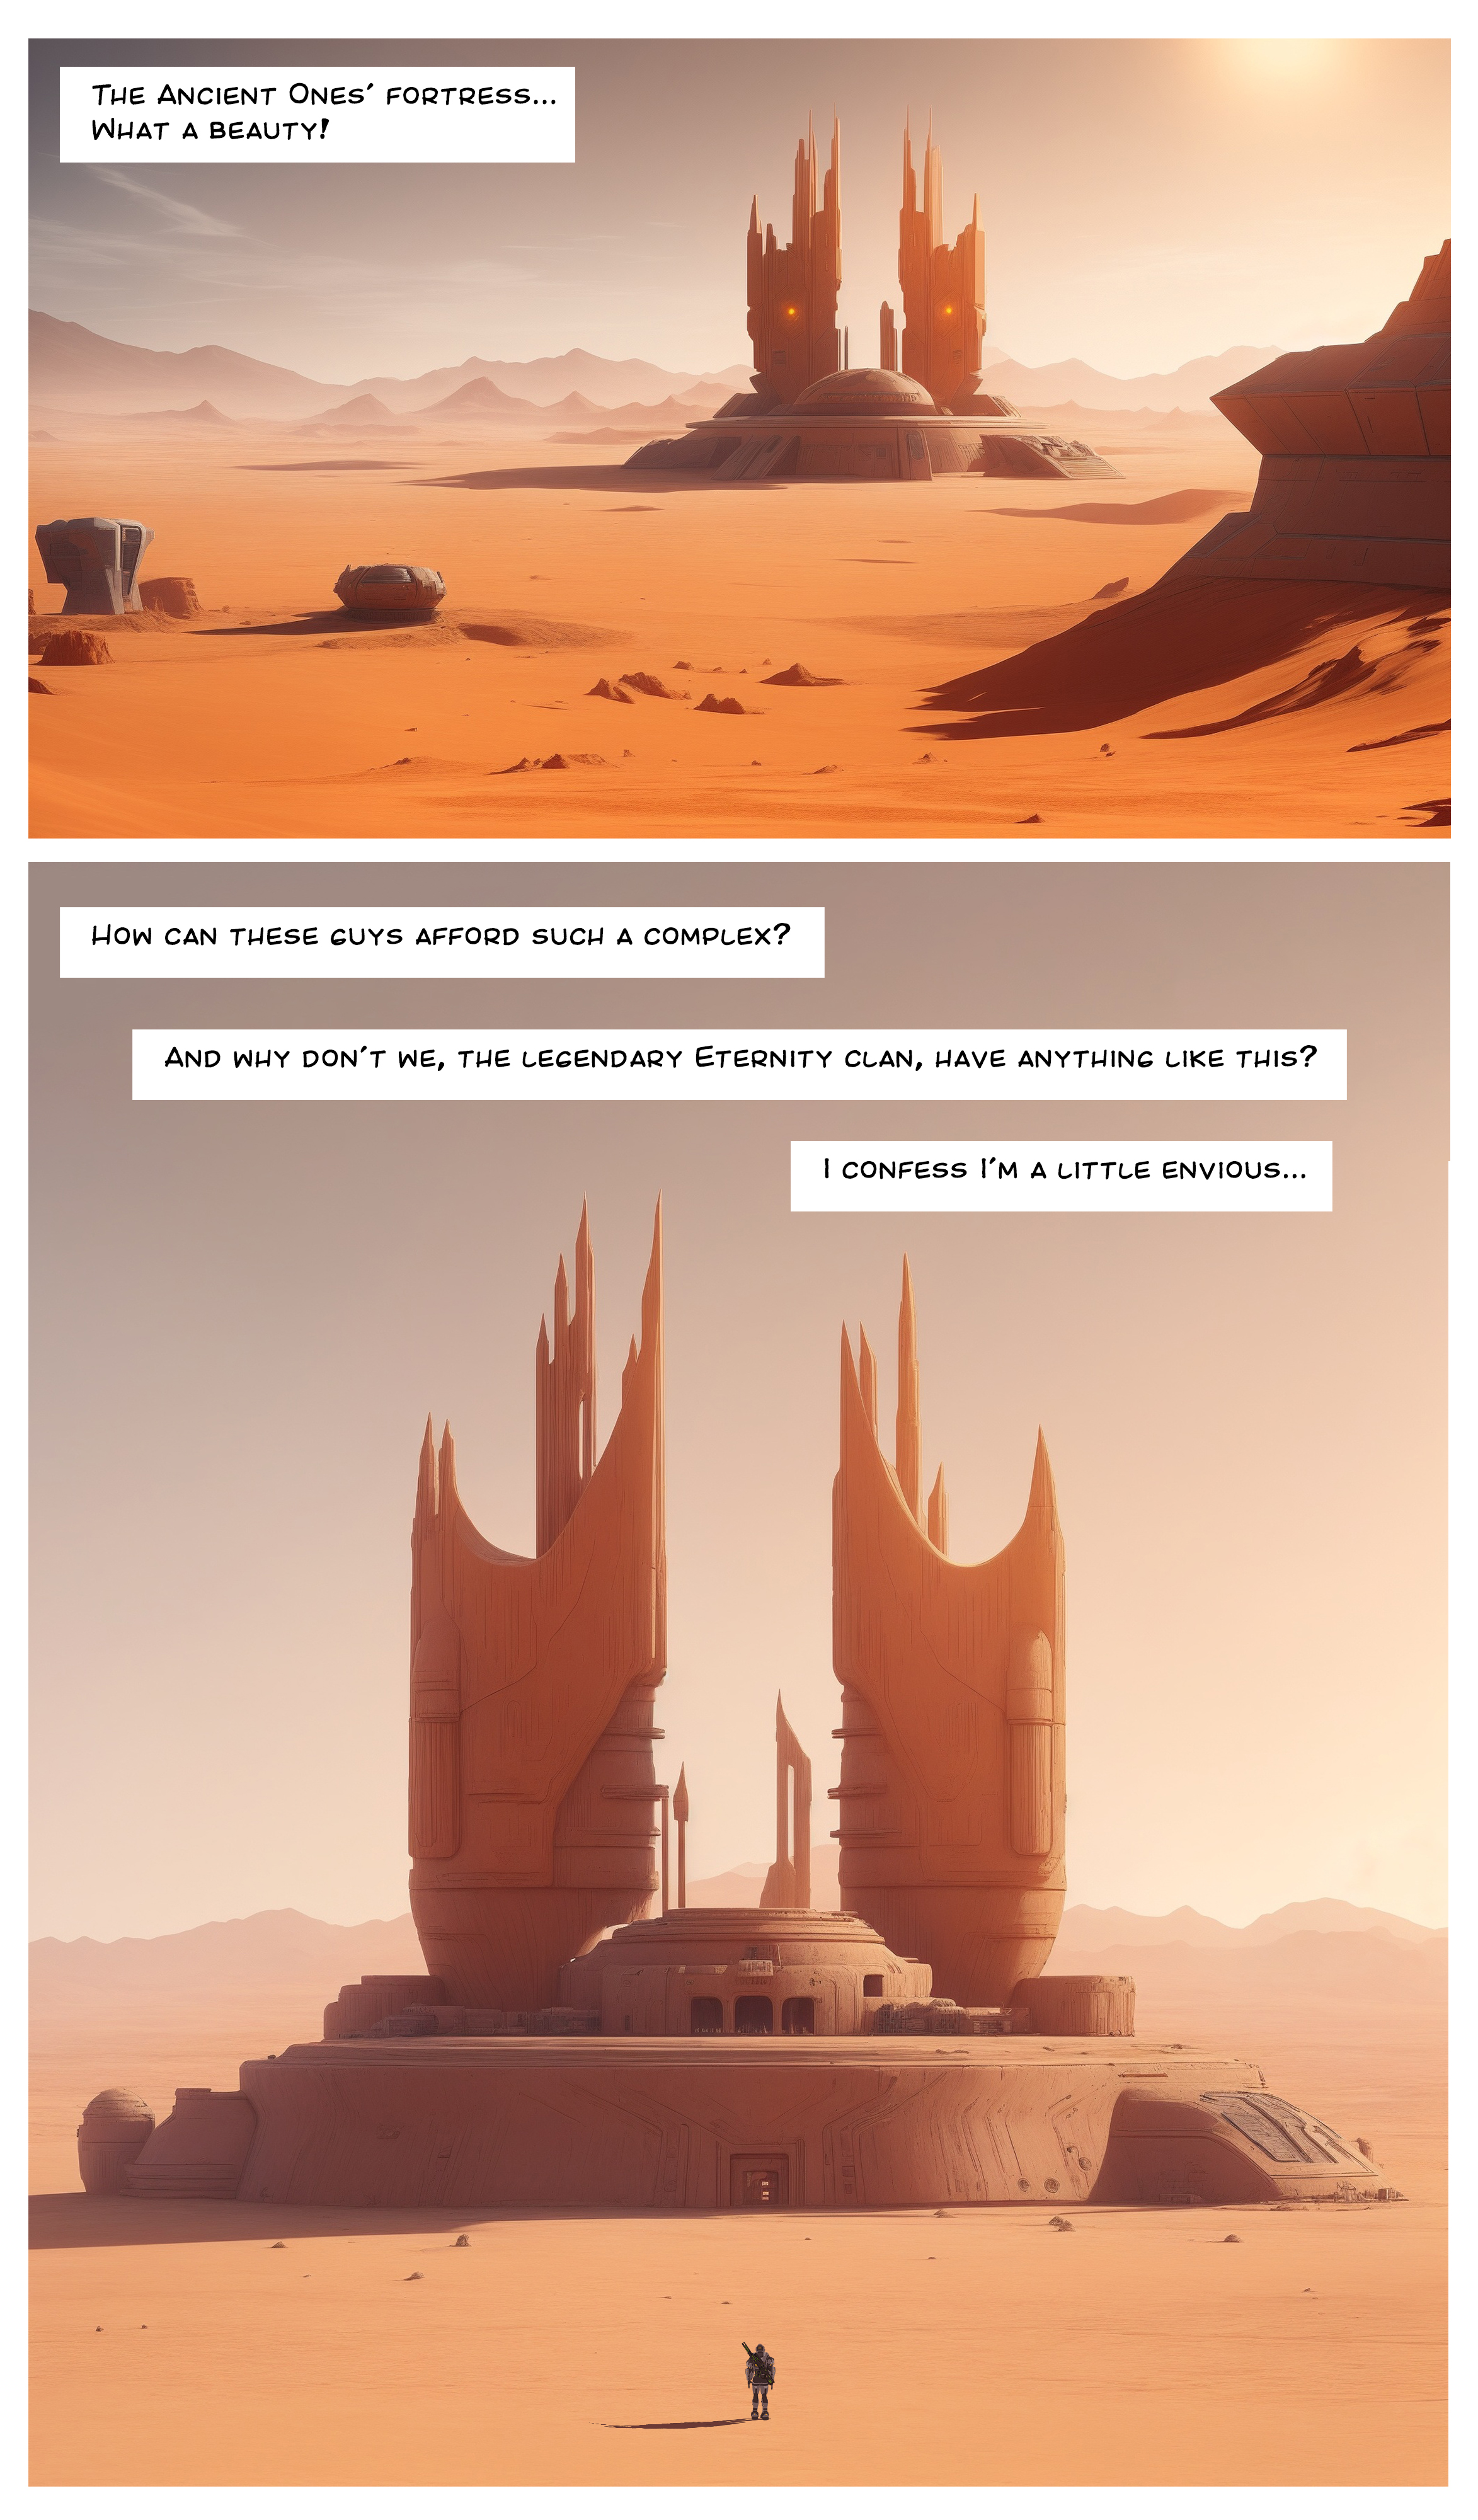 The Ancient Ones' fortress...
What a beauty!
How can these guys afford such a complex?
And why don't we, the legendary Eternity clan, have anything like this?
I confess I'm a little envious...